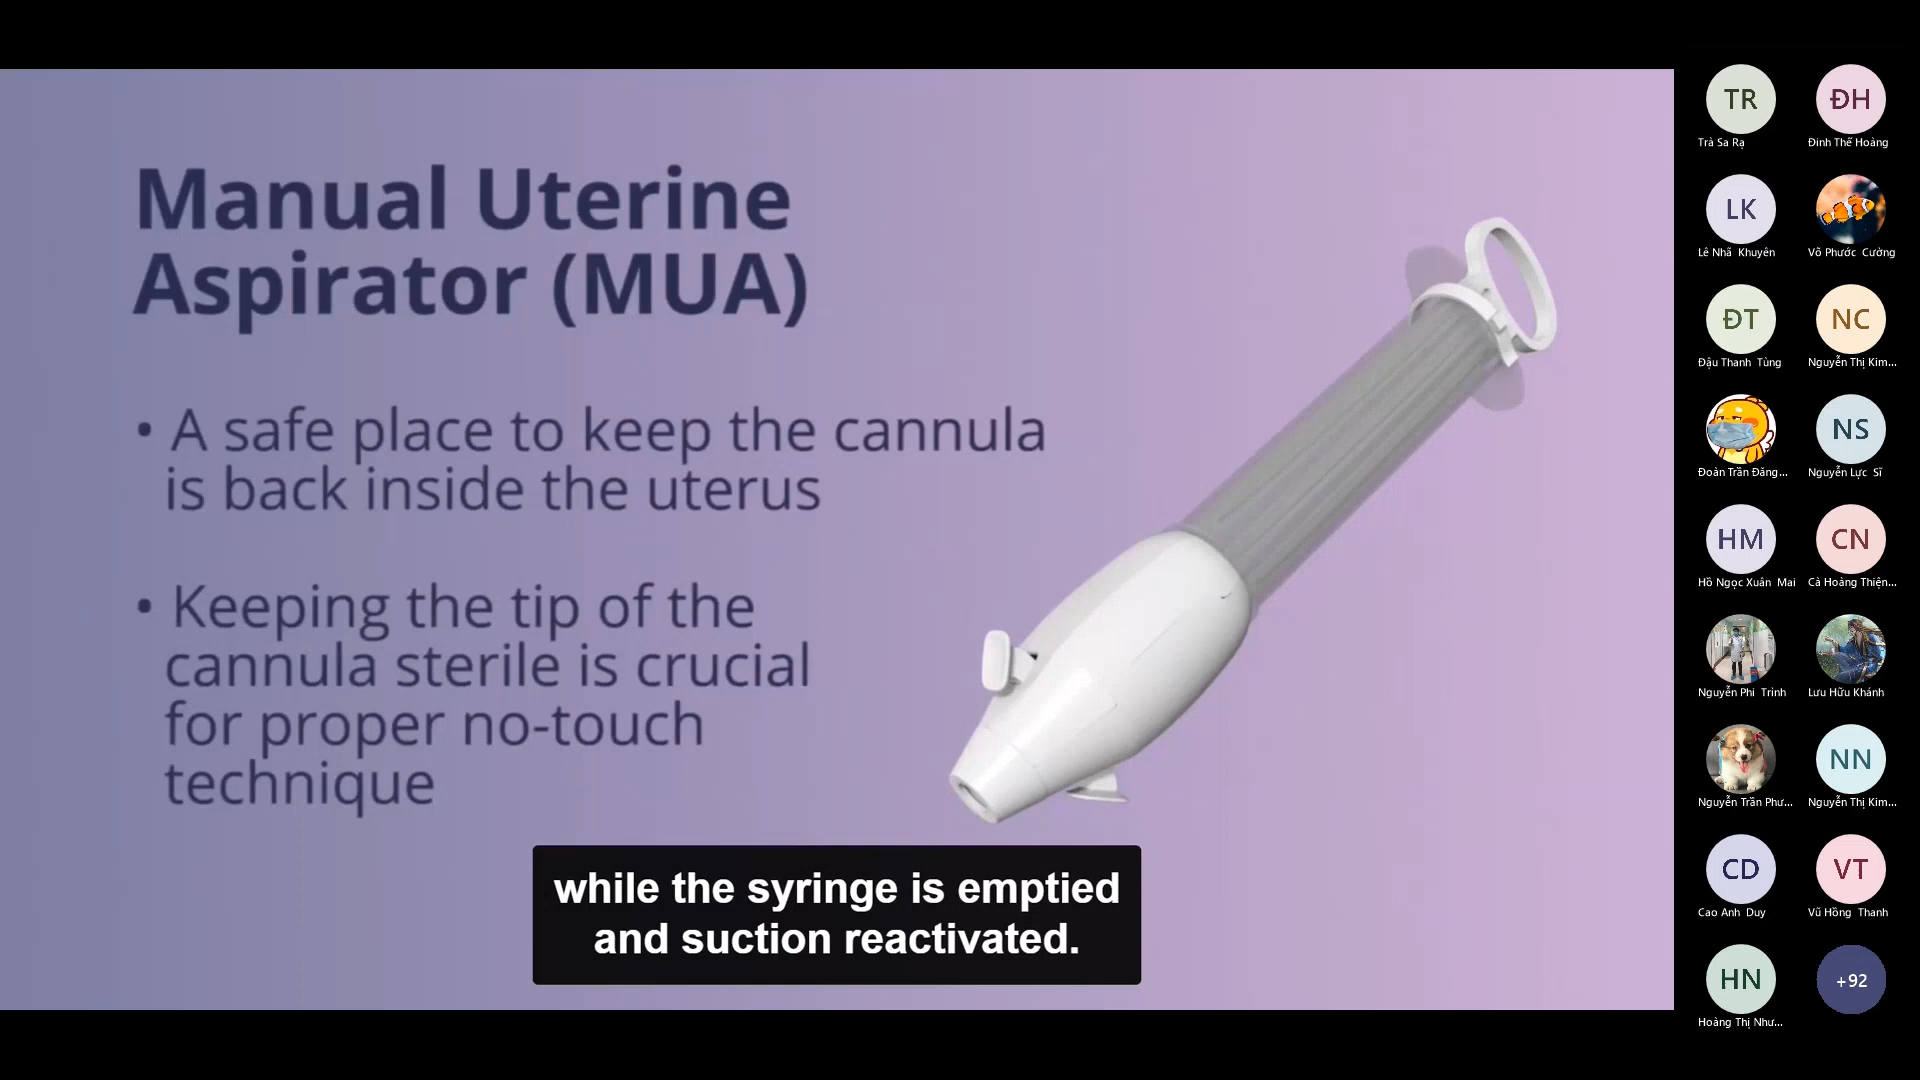 Manual Uterine
Aspirator (MUA)
• A safe place to keep the cannula
is back inside the uterus
• Keeping the tip of the
cannula sterile is crucial
for proper no-touch
technique
while the syringe is emptied
and suction reactivated.
TR
Trà Sa Rạ
ĐH
Đinh Thế Hoàng
LK
Lê Nhã Khuyên
Võ Phước Cường
ĐT
Đậu Thanh Tùng
NC
Nguyễn Thị Kim...
Đoàn Trần Đăng...
NS
Nguyễn Lực Sĩ
HM
Hồ Ngọc Xuân Mai
CN
Cà Hoàng Thiện...
Nguyễn Phi Trinh
Lưu Hữu Khánh
Nguyễn Trần Phư...
NN
Nguyễn Thị Kim...
CD
Cao Anh Duy
VT
Vũ Hồng Thanh
HN
Hoàng Thị Như...
+92